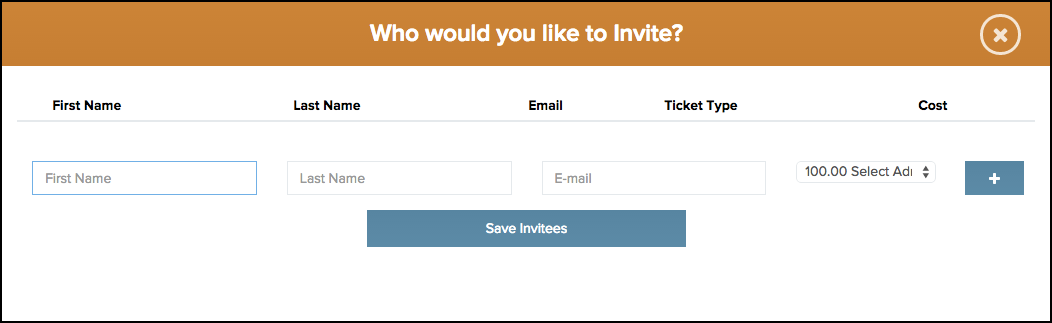 Who would you like to Invite?
First Name Last Name Email Ticket Type Cost
First Name Last Name E-mail 100.00 Select Adı
Save Invitees